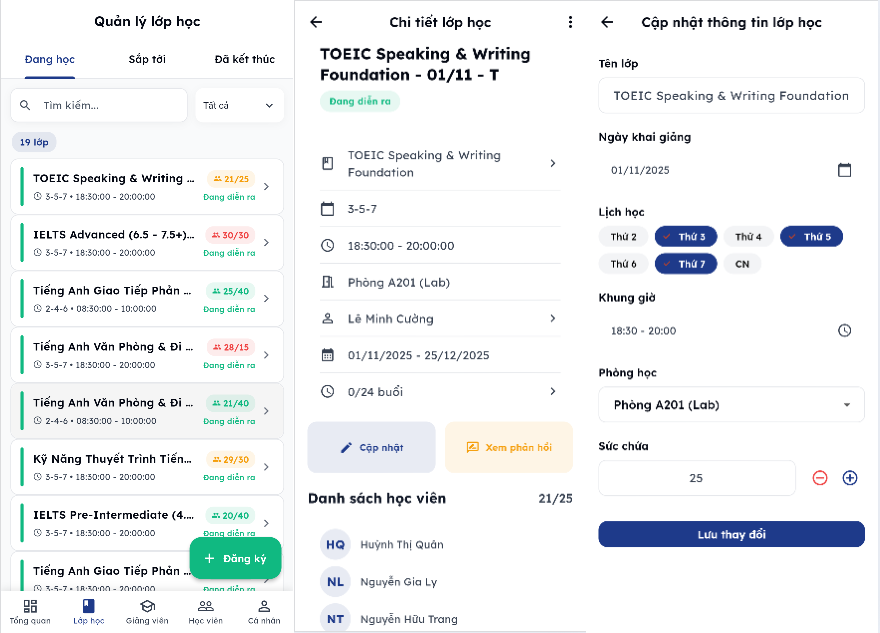 Quản lý lớp học
Đang học
Sắp tới
Đã kết thúc
Tìm kiếm...
Tất cả
19 lớp
TOEIC Speaking & Writing ...
21/25
3-5-7 • 18:30:00 - 20:00:00
Đang diễn ra
IELTS Advanced (6.5 - 7.5+)...
30/30
3-5-7 • 18:30:00 - 20:00:00
Đang diễn ra
Tiếng Anh Giao Tiếp Phản ...
25/40
2-4-6 • 08:30:00 - 10:00:00
Đang diễn ra
Tiếng Anh Văn Phòng & Đi ...
28/15
3-5-7 • 18:30:00 - 20:00:00
Đang diễn ra
Tiếng Anh Văn Phòng & Đi ...
21/40
2-4-6 • 08:30:00 - 10:00:00
Đang diễn ra
Kỹ Năng Thuyết Trình Tiến...
29/30
3-5-7 • 18:30:00 - 20:00:00
Đang diễn ra
IELTS Pre-Intermediate (4....
20/40
3-5-7 • 18:30:00 - 20:00:00
Đang diễn ra
Tiếng Anh Giao Tiếp Phản ...
3-5-7 • 18:30:00 - 20:00:00
Đang diễn ra
+ Đăng ký
Tổng quan
Lớp học
Giảng viên
Học viên
Cá nhân
Chi tiết lớp học
TOEIC Speaking & Writing
Foundation - 01/11 - T
Đang diễn ra
TOEIC Speaking & Writing
Foundation
3-5-7
18:30:00 - 20:00:00
Phòng A201 (Lab)
Lê Minh Cường
01/11/2025 - 25/12/2025
0/24 buổi
Cập nhật
Xem phản hồi
Danh sách học viên
21/25
HQ
Huỳnh Thị Quân
NL
Nguyễn Gia Ly
NT
Nguyễn Hữu Trang
Cập nhật thông tin lớp học
Tên lớp
TOEIC Speaking & Writing Foundation
Ngày khai giảng
01/11/2025
Lịch học
Thứ 2
Thứ 3
Thứ 4
Thứ 5
Thứ 6
Thứ 7
CN
Khung giờ
18:30 - 20:00
Phòng học
Phòng A201 (Lab)
Sức chứa
25
Lưu thay đổi